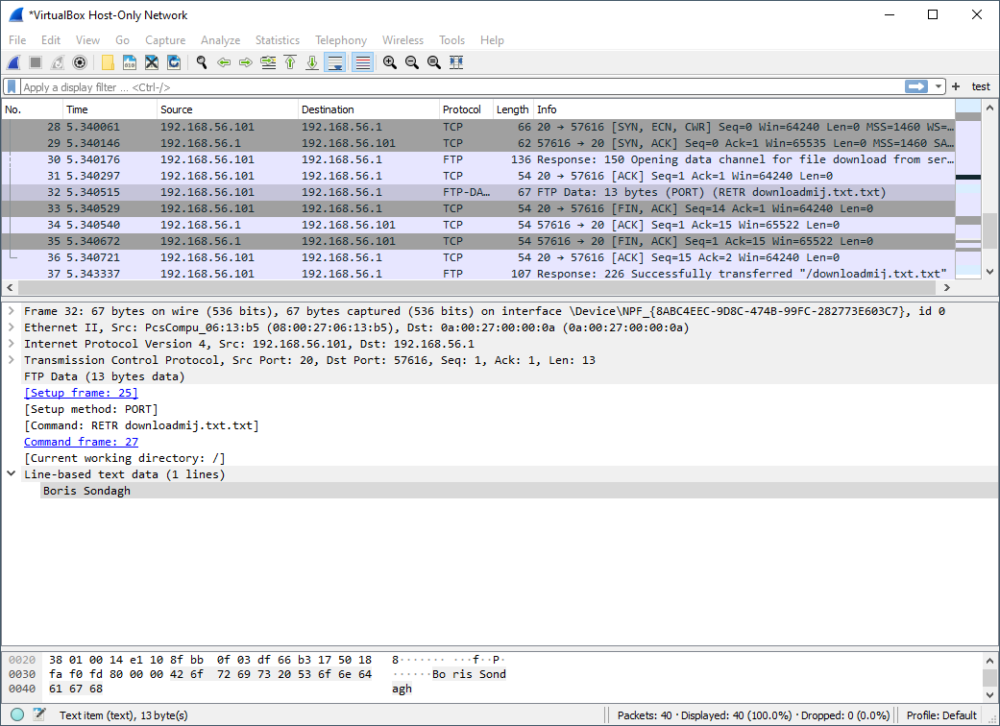 *VirtualBox Host-Only Network
File Edit View Go Capture Analyze Statistics Telephony Wireless Tools Help
Apply a display filter ... <Ctrl-/> + test
No. Time Source Destination Protocol Length Info
28 5.340061 192.168.56.101 192.168.56.1 TCP 66 20 → 57616 [SYN, ECN, CWR] Seq=0 Win=64240 Len=0 MSS=1460 WS=…
29 5.340146 192.168.56.1 192.168.56.101 TCP 62 57616 → 20 [SYN, ACK] Seq=0 Ack=1 Win=65535 Len=0 MSS=1460 SA…
30 5.340176 192.168.56.101 192.168.56.1 FTP 136 Response: 150 Opening data channel for file download from ser…
31 5.340297 192.168.56.101 192.168.56.1 TCP 54 20 → 57616 [ACK] Seq=1 Ack=1 Win=64240 Len=0
32 5.340515 192.168.56.101 192.168.56.1 FTP-DA… 67 FTP Data: 13 bytes (PORT) (RETR downloadmij.txt.txt)
33 5.340529 192.168.56.101 192.168.56.1 TCP 54 20 → 57616 [FIN, ACK] Seq=14 Ack=1 Win=64240 Len=0
34 5.340540 192.168.56.1 192.168.56.101 TCP 54 57616 → 20 [ACK] Seq=1 Ack=15 Win=65522 Len=0
35 5.340672 192.168.56.1 192.168.56.101 TCP 54 57616 → 20 [FIN, ACK] Seq=1 Ack=15 Win=65522 Len=0
36 5.340721 192.168.56.101 192.168.56.1 TCP 54 20 → 57616 [ACK] Seq=15 Ack=2 Win=64240 Len=0
37 5.343337 192.168.56.101 192.168.56.1 FTP 107 Response: 226 Successfully transferred "/downloadmij.txt.txt"
Frame 32: 67 bytes on wire (536 bits), 67 bytes captured (536 bits) on interface \Device\NPF_{8ABC4EEC-9D8C-474B-99FC-282773E603C7}, id 0
Ethernet II, Src: PcsCompu_06:13:b5 (08:00:27:06:13:b5), Dst: 0a:00:27:00:00:0a (0a:00:27:00:00:0a)
Internet Protocol Version 4, Src: 192.168.56.101, Dst: 192.168.56.1
Transmission Control Protocol, Src Port: 20, Dst Port: 57616, Seq: 1, Ack: 1, Len: 13
FTP Data (13 bytes data)
[Setup frame: 25]
[Setup method: PORT]
[Command: RETR downloadmij.txt.txt]
Command frame: 27
[Current working directory: /]
Line-based text data (1 lines)
Boris Sondagh
0020 38 01 00 14 e1 10 8f bb 0f 03 df 66 b3 17 50 18 8······· ···f··P·
0030 fa f0 fd 80 00 00 42 6f 72 69 73 20 53 6f 6e 64 ······Bo ris Sond
0040 61 67 68 agh
Text item (text), 13 byte(s) Packets: 40 · Displayed: 40 (100.0%) · Dropped: 0 (0.0%) Profile: Default